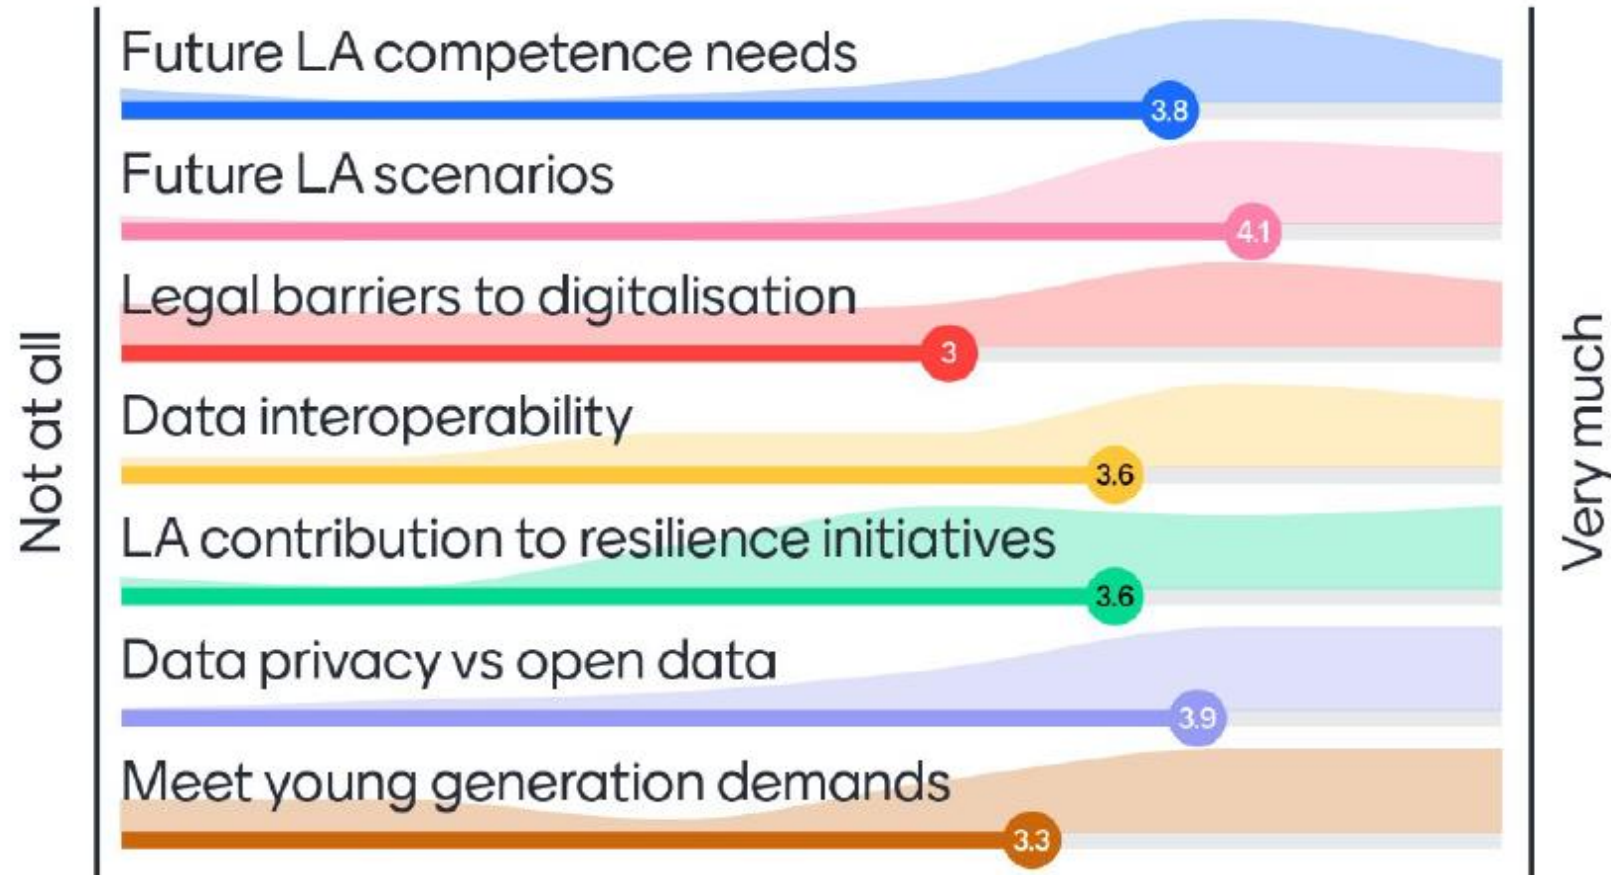 Future LA competence needs
3.8
Future LA scenarios
4.1
Legal barriers to digitalisation
3
Data interoperability
3.6
LA contribution to resilience initiatives
3.6
Data privacy vs open data
3.9
Meet young generation demands
3.3
Not at all
Very much